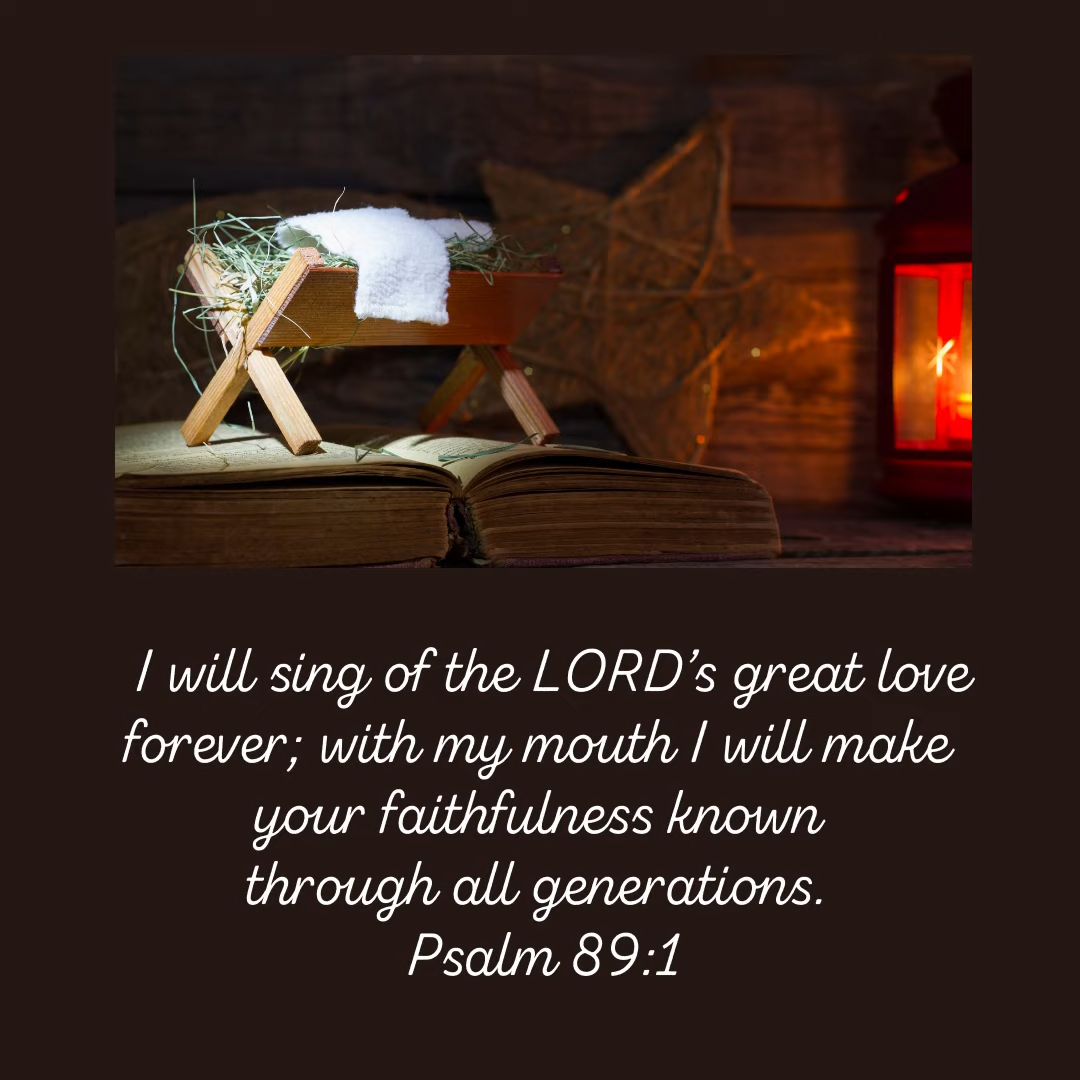 I will sing of the LORD’s great love
forever; with my mouth I will make
your faithfulness known
through all generations.
Psalm 89:1